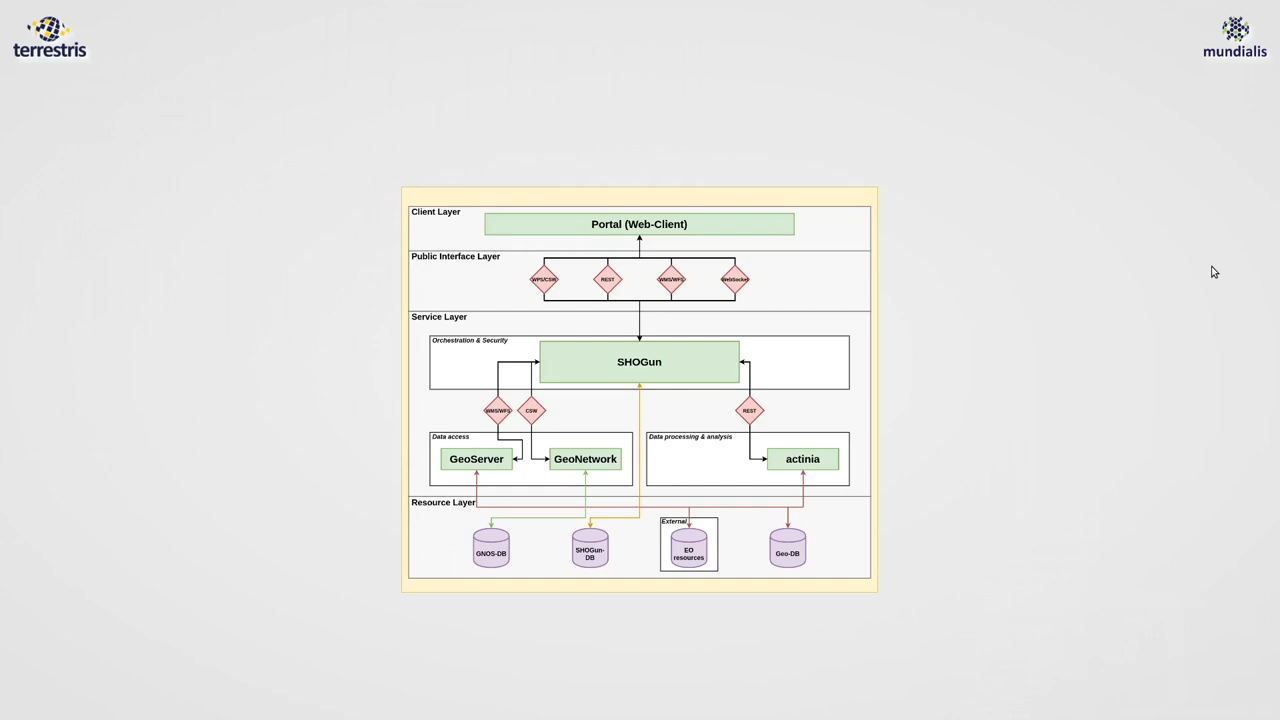 terrestris
mundialis
Client Layer
Portal (Web-Client)
Public Interface Layer
WPS/CSW
REST
WMS/WFS
WebSocket
Service Layer
Orchestration & Security
SHOGun
WMS/WFS
CSW
REST
Data access
Data processing & analysis
GeoServer
GeoNetwork
actinia
Resource Layer
External
GNOS-DB
SHOGun-
DB
EO
resources
Geo-DB